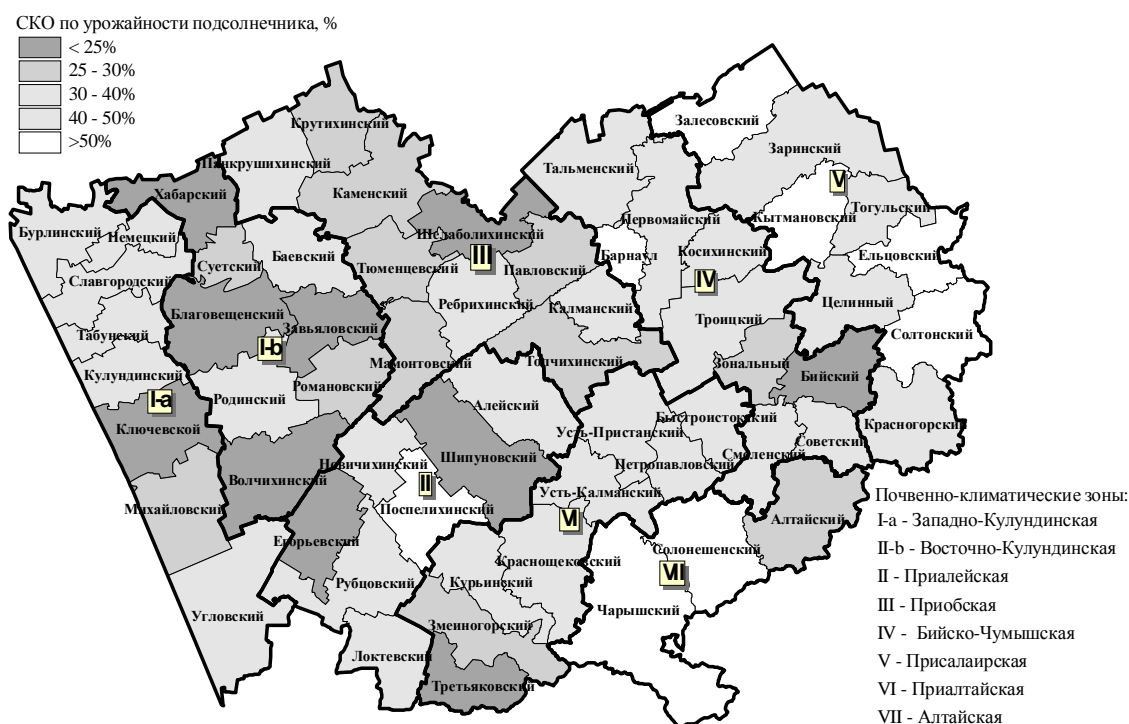 СКО по урожайности подсолнечника, %
< 25%
25 - 30%
30 - 40%
40 - 50%
>50%
Крутихинский
Панкрушихинский
Хабарский
Каменский
Залесовский
Заринский
Тальменский
V
Тогульский
Кытмановский
Первомайский
Бурлинский
Немецкий
Шелаболихинский
III
Баевский
Суетский
Тюменцевский
Павловский
Барнаул
Косихинский
IV
Ельцовский
Славгородский
Целинный
Ребрихинский
Калманский
Троицкий
Солтонский
Благовещенский
Завьяловский
Табунский
I-b
Мамонтовский
Топчихинский
Зональный
Бийский
Кулундинский
Романовский
Родинский
I-a
Ключевской
Алейский
Быстроистокский
Красногорский
Усть-Пристанский
Советский
Смоленский
Шипуновский
Новичихинский
Петропавловский
Волчихинский
II
Усть-Калманский
Поспелихинский
Михайловский
VI
Алтайский
Егорьевский
Солонешенский
Краснощековский
VII
Рубцовский
Курьинский
Чарышский
Угловский
Змеиногорский
Локтевский
Третьяковский
Почвенно-климатические зоны:
I-a - Западно-Кулундинская
II-b - Восточно-Кулундинская
II - Приалейская
III - Приобская
IV - Бийско-Чумышская
V - Присалаирская
VI - Приалтайская
VII - Алтайская